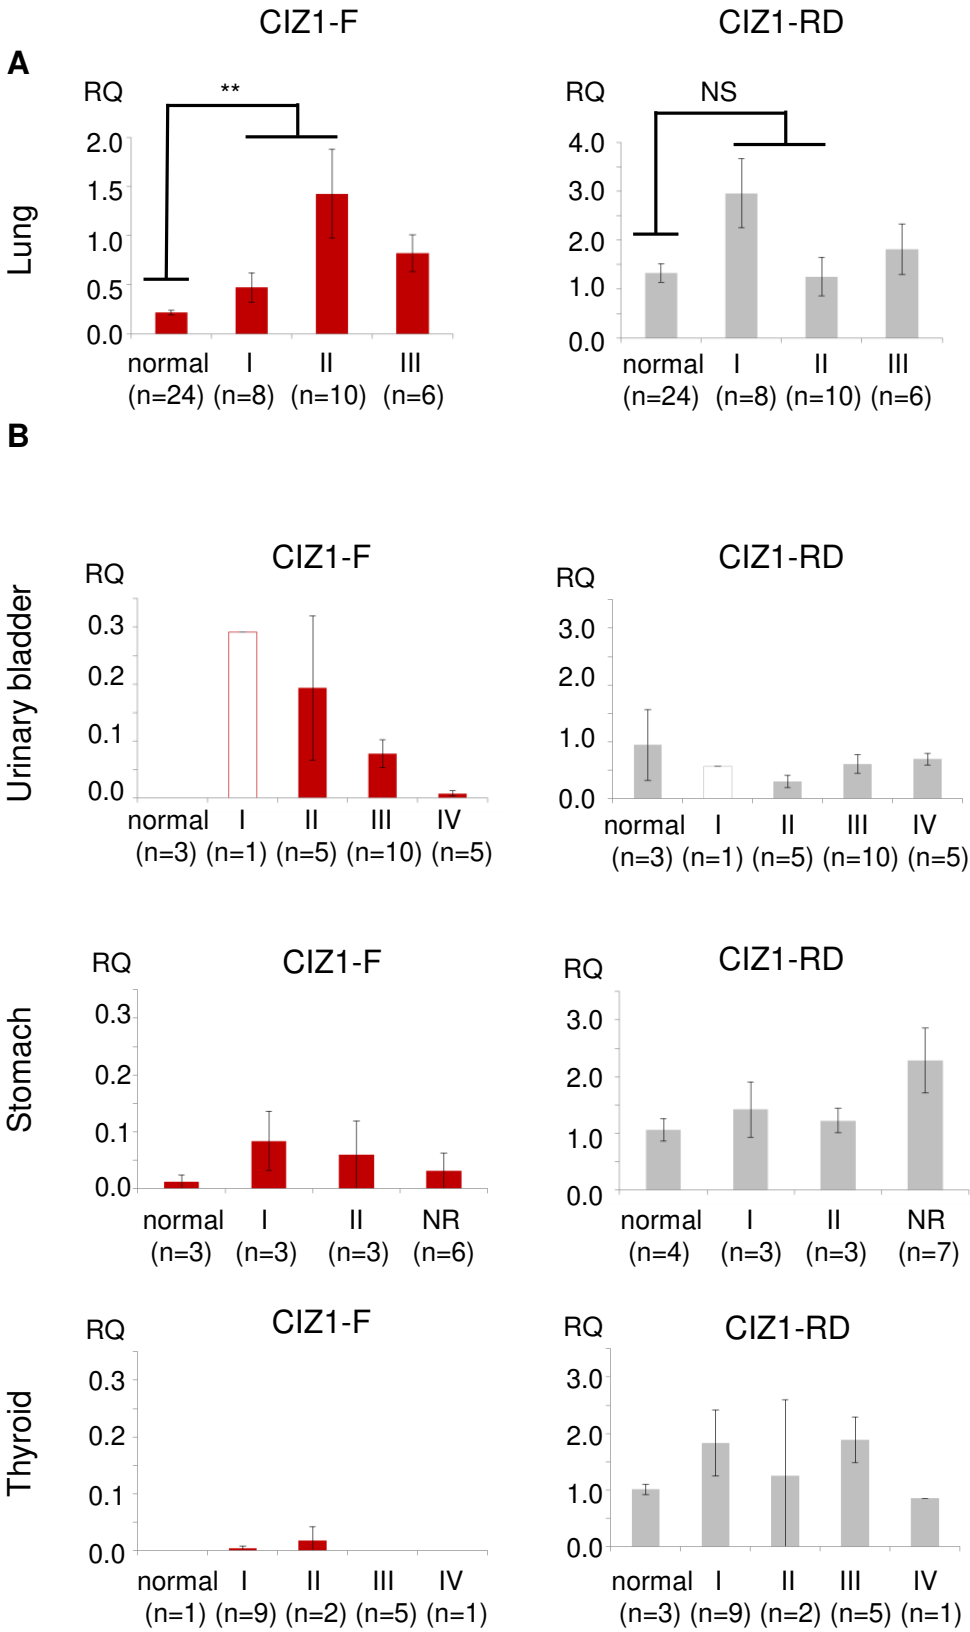 CIZ1-F CIZ1-RD
A
RQ ** RQ NS
Lung
2.0 4.0
1.5 3.0
1.0 2.0
0.5 1.0
0.0 0.0
normal I II III normal I II III
(n=24) (n=8) (n=10) (n=6) (n=24) (n=8) (n=10) (n=6)
B
CIZ1-F CIZ1-RD
RQ RQ
Urinary bladder
0.3 3.0
0.2 2.0
0.1 1.0
0.0 0.0
normal I II III IV normal I II III IV
(n=3) (n=1) (n=5) (n=10) (n=5) (n=3) (n=1) (n=5) (n=10) (n=5)
CIZ1-F CIZ1-RD
RQ RQ
Stomach
0.3 3.0
0.2 2.0
0.1 1.0
0.0 0.0
normal I II NR normal I II NR
(n=3) (n=3) (n=3) (n=6) (n=4) (n=3) (n=3) (n=7)
CIZ1-F CIZ1-RD
RQ RQ
Thyroid
0.3 3.0
0.2 2.0
0.1 1.0
0.0 0.0
normal I II III IV normal I II III IV
(n=1) (n=9) (n=2) (n=5) (n=1) (n=3) (n=9) (n=2) (n=5) (n=1)